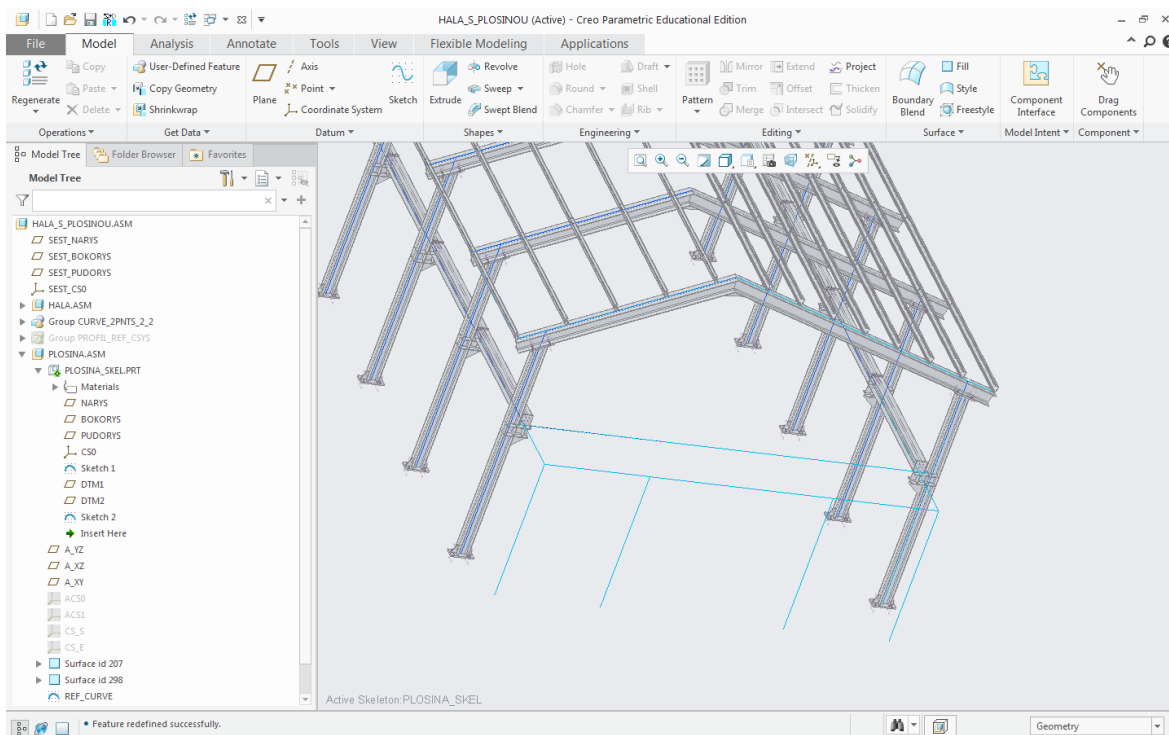 HALA_S_PLOSINOU (Active) - Creo Parametric Educational Edition
File Model Analysis Annotate Tools View Flexible Modeling Applications
Regenerate
Copy
Paste
Delete
Operations
User-Defined Feature
Copy Geometry
Shrinkwrap
Get Data
Plane
Axis
Point
Coordinate System
Sketch
Datum
Extrude
Revolve
Sweep
Swept Blend
Shapes
Hole
Draft
Round
Shell
Chamfer
Rib
Engineering
Pattern
Mirror
Extend
Project
Trim
Offset
Thicken
Merge
Intersect
Solidify
Editing
Boundary Blend
Fill
Style
Freestyle
Surface
Component Interface
Model Intent
Drag Components
Component
Model Tree Folder Browser Favorites
Model Tree
HALA_S_PLOSINOU.ASM
SEST_NARYS
SEST_BOKORYS
SEST_PUDORYS
SEST_CS0
HALA.ASM
Group CURVE_2PNTS_2_2
Group PROFIL_REF_CSYS
PLOSINA.ASM
PLOSINA_SKEL.PRT
Materials
NARYS
BOKORYS
PUDORYS
CS0
Sketch 1
DTM1
DTM2
Sketch 2
Insert Here
A_YZ
A_XZ
A_XY
ACS0
ACS1
CS_S
CS_E
Surface id 207
Surface id 298
REF_CURVE
Active Skeleton:PLOSINA_SKEL
• Feature redefined successfully.
Geometry